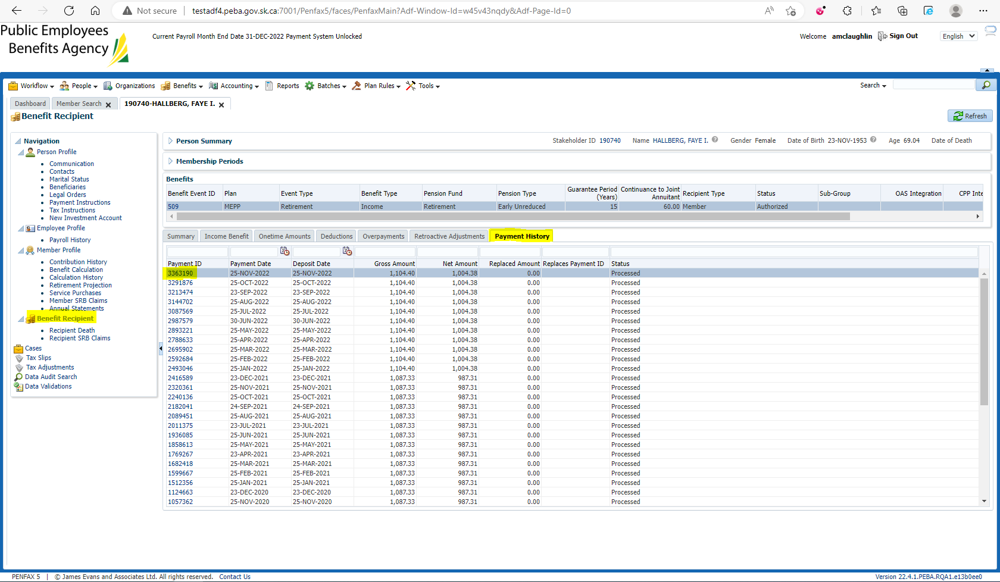 Not secure | testadf4.peba.gov.sk.ca:7001/Penfax5/faces/PenfaxMain?Adf-Window-Id=w45v43nqdy&Adf-Page-Id=0
Public Employees
Benefits Agency
Current Payroll Month End Date 31-DEC-2022 Payment System Unlocked
Welcome amclaughlin Sign Out English
Workflow People Organizations Benefits Accounting Reports Batches Plan Rules Tools Search
Dashboard Member Search 190740-HALLBERG, FAYE I.
Benefit Recipient
Refresh
Navigation
Person Profile
Communication
Contacts
Marital Status
Beneficiaries
Legal Orders
Payment Instructions
Tax Instructions
New Investment Account
Employee Profile
Payroll History
Member Profile
Contribution History
Benefit Calculation
Calculation History
Retirement Projection
Service Purchases
Member SRB Claims
Annual Statements
Benefit Recipient
Recipient Death
Recipient SRB Claims
Cases
Tax Slips
Tax Adjustments
Data Audit Search
Data Validations
Person Summary Stakeholder ID 190740 Name HALLBERG, FAYE I. Gender Female Date of Birth 23-NOV-1953 Age 69.04 Date of Death
Membership Periods
Benefits
Benefit Event ID Plan Event Type Benefit Type Pension Fund Pension Type Guarantee Period (Years) Continuance to Joint Annuitant Recipient Type Status Sub-Group OAS Integration CPP Inte
509 MEPP Retirement Income Retirement Early Unreduced 15 60.00 Member Authorized
Summary Income Benefit Onetime Amounts Deductions Overpayments Retroactive Adjustments Payment History
Payment ID Payment Date Deposit Date Gross Amount Net Amount Replaced Amount Replaces Payment ID Status
3363190 25-NOV-2022 25-NOV-2022 1,104.40 1,004.38 0.00 Processed
3291876 25-OCT-2022 25-OCT-2022 1,104.40 1,004.38 0.00 Processed
3213474 23-SEP-2022 23-SEP-2022 1,104.40 1,004.38 0.00 Processed
3144702 25-AUG-2022 25-AUG-2022 1,104.40 1,004.38 0.00 Processed
3087569 25-JUL-2022 25-JUL-2022 1,104.40 1,004.38 0.00 Processed
2987579 30-JUN-2022 30-JUN-2022 1,104.40 1,004.38 0.00 Processed
2893221 25-MAY-2022 25-MAY-2022 1,104.40 1,004.38 0.00 Processed
2788633 25-APR-2022 25-APR-2022 1,104.40 1,004.38 0.00 Processed
2695902 25-MAR-2022 25-MAR-2022 1,104.40 1,004.38 0.00 Processed
2592684 25-FEB-2022 25-FEB-2022 1,104.40 1,004.38 0.00 Processed
2493046 25-JAN-2022 25-JAN-2022 1,104.40 1,004.38 0.00 Processed
2416589 23-DEC-2021 23-DEC-2021 1,087.33 987.31 0.00 Processed
2320361 25-NOV-2021 25-NOV-2021 1,087.33 987.31 0.00 Processed
2240136 25-OCT-2021 25-OCT-2021 1,087.33 987.31 0.00 Processed
2182041 24-SEP-2021 24-SEP-2021 1,087.33 987.31 0.00 Processed
2089451 25-AUG-2021 25-AUG-2021 1,087.33 987.31 0.00 Processed
2011375 23-JUL-2021 23-JUL-2021 1,087.33 987.31 0.00 Processed
1936085 25-JUN-2021 25-JUN-2021 1,087.33 987.31 0.00 Processed
1858613 25-MAY-2021 25-MAY-2021 1,087.33 987.31 0.00 Processed
1769267 23-APR-2021 23-APR-2021 1,087.33 987.31 0.00 Processed
1682418 25-MAR-2021 25-MAR-2021 1,087.33 987.31 0.00 Processed
1599667 25-FEB-2021 25-FEB-2021 1,087.33 987.31 0.00 Processed
1512356 25-JAN-2021 25-JAN-2021 1,087.33 987.31 0.00 Processed
1124663 23-DEC-2020 23-DEC-2020 1,087.33 987.31 0.00 Processed
1057362 25-NOV-2020 25-NOV-2020 1,087.33 987.31 0.00 Processed
PENFAX 5 | © James Evans and Associates Ltd. All rights reserved. Contact Us Version 22.4.1.PEBA.RQA1.e13b0ee0